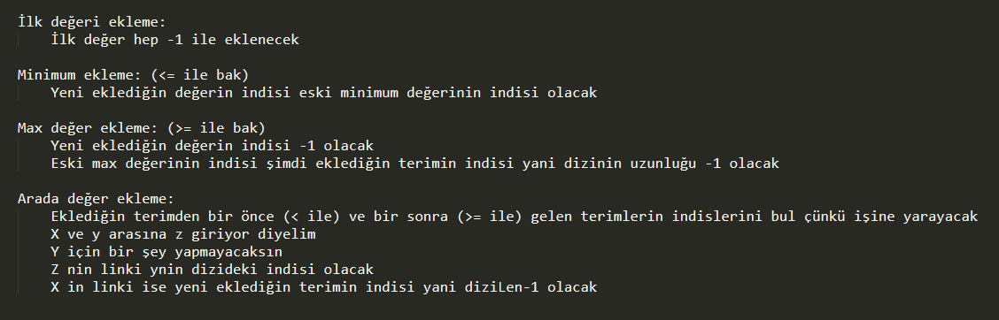 İlk değeri ekleme:
İlk değer hep -1 ile eklenecek
Minimum ekleme: (<= ile bak)
Yeni eklediğin değerin indisi eski minimum değerinin indisi olacak
Max değer ekleme: (>= ile bak)
Yeni eklediğin değerin indisi -1 olacak
Eski max değerinin indisi şimdi eklediğin terimin indisi yani dizinin uzunluğu -1 olacak
Arada değer ekleme:
Eklediğin terimden bir önce (< ile) ve bir sonra (>= ile) gelen terimlerin indislerini bul çünkü işine yarayacak
X ve y arasına z giriyor diyelim
Y için bir şey yapmayacaksın
Z nin linki ynin dizideki indisi olacak
X in linki ise yeni eklediğin terimin indisi yani diziLen-1 olacak